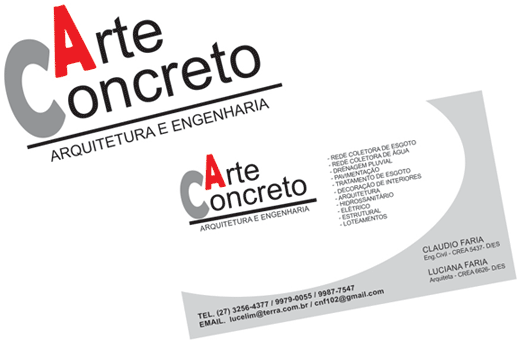 Arte
Concreto
ARQUITETURA E ENGENHARIA
Arte
Concreto
ARQUITETURA E ENGENHARIA
- REDE COLETORA DE ESGOTO
- REDE COLETORA DE ÁGUA
- DRENAGEM PLUVIAL
- PAVIMENTAÇÃO
- TRATAMENTO DE ESGOTO
- DECORAÇÃO DE INTERIORES
- ARQUITETURA
- HIDROSSANITÁRIO
- ELÉTRICO
- ESTRUTURAL
- LOTEAMENTOS
CLAUDIO FARIA
Eng.Civil - CREA 5437- D/ES
LUCIANA FARIA
Arquiteta - CREA 6626- D/ES
TEL. (27) 3256-4377 / 9979-0055 / 9987-7547
EMAIL. lucelim@terra.com.br / cnf102@gmail.com